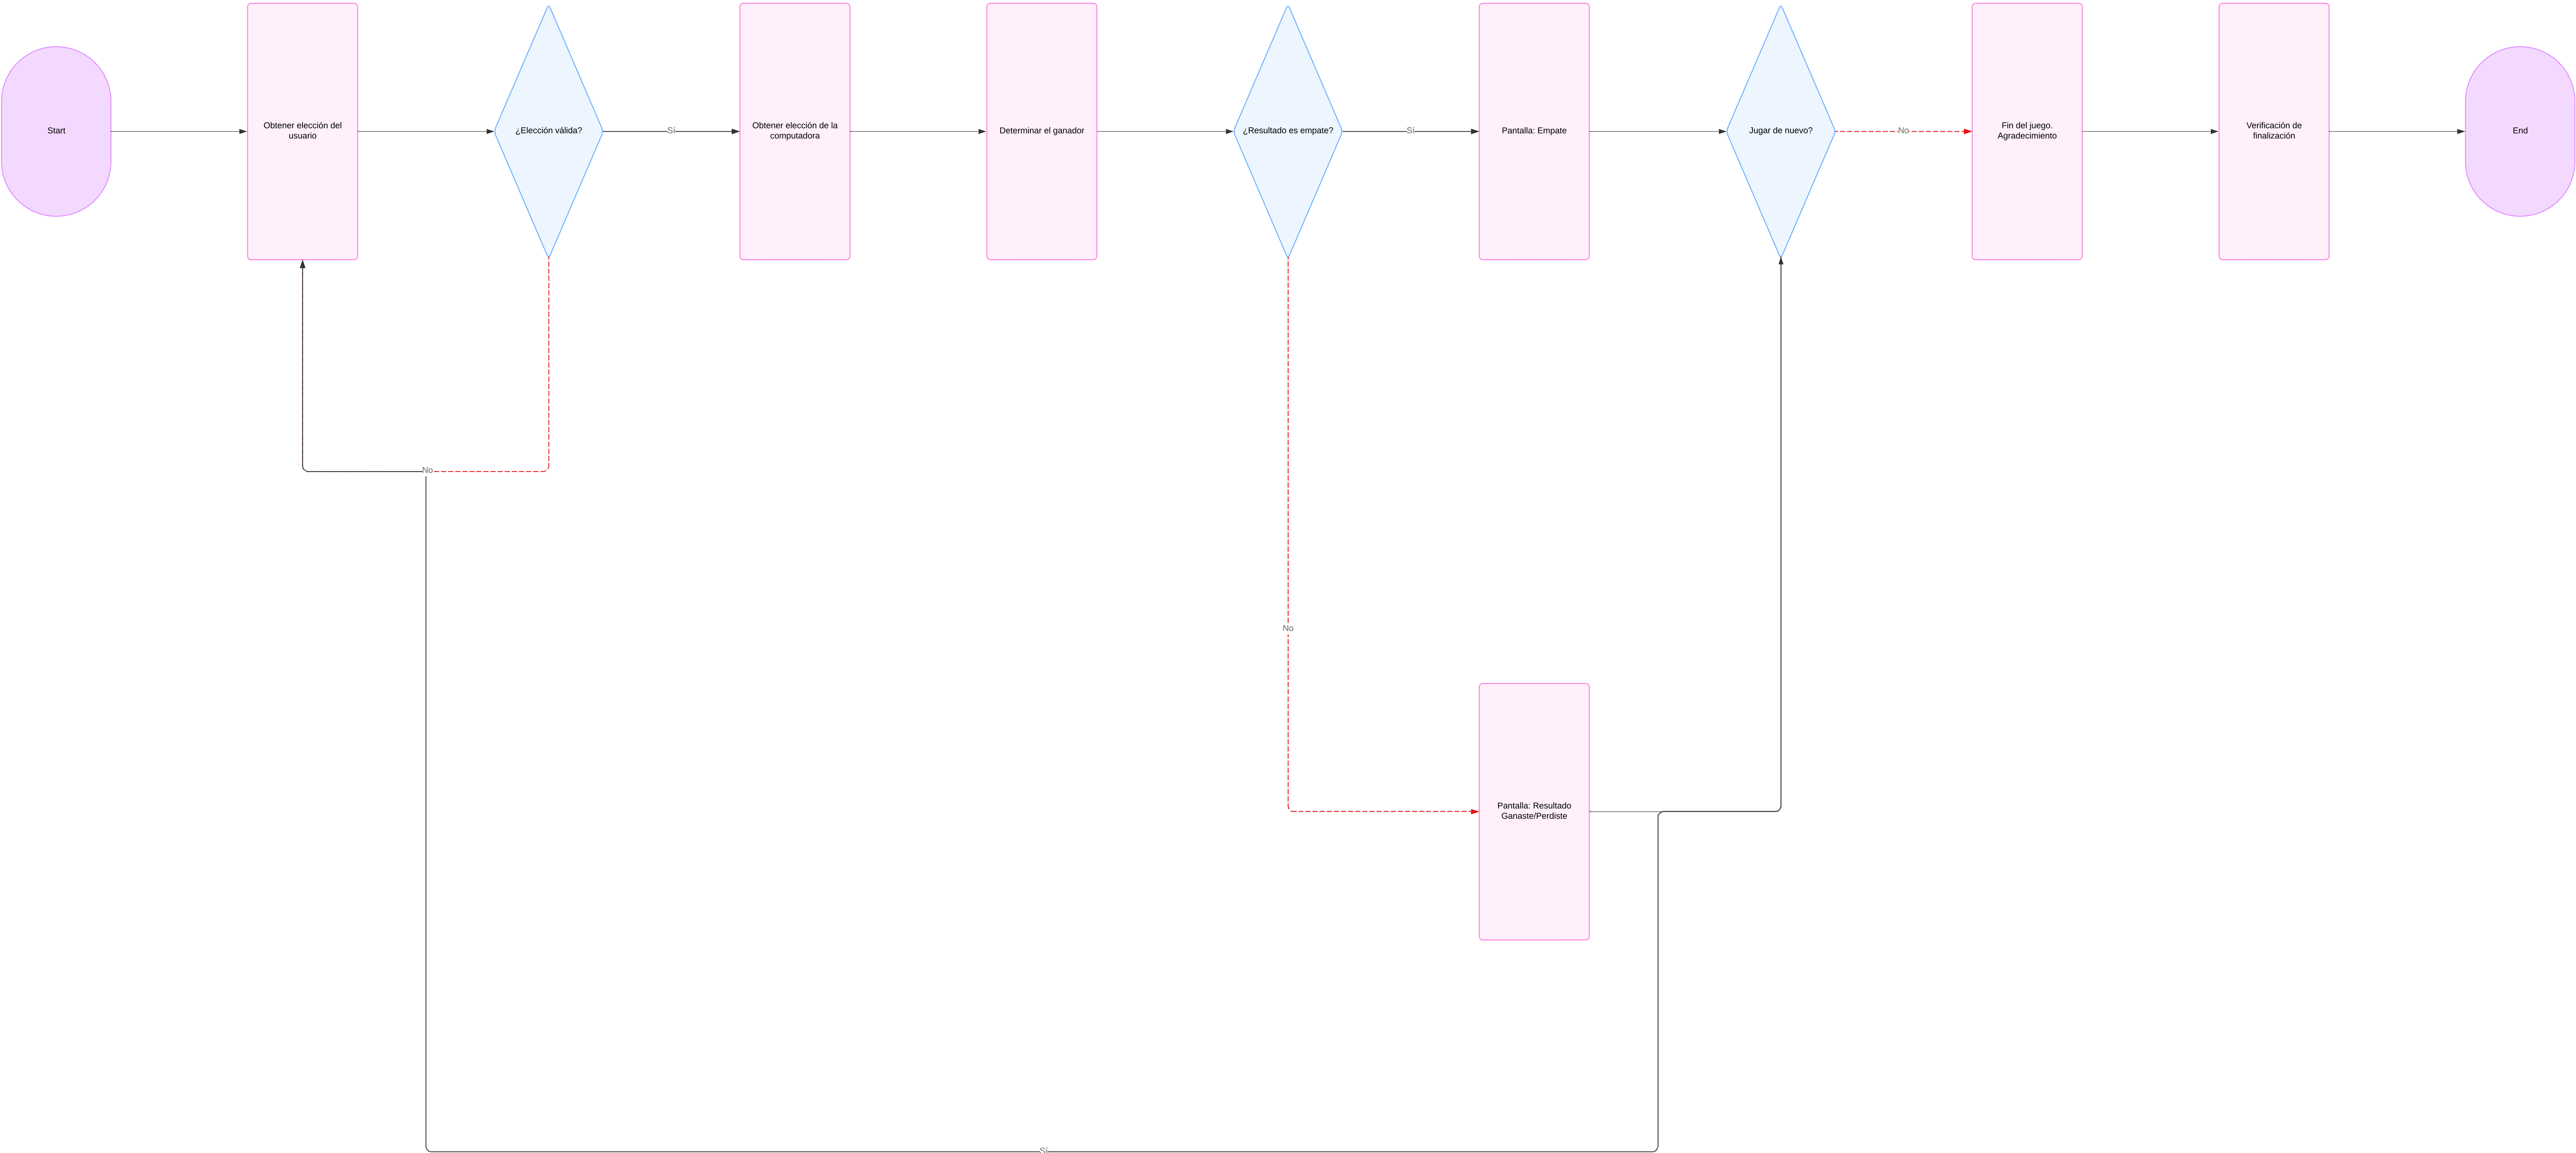 Start
Obtener elección del
usuario
¿Elección válida?
Sí
Obtener elección de la
computadora
Determinar el ganador
¿Resultado es empate?
Sí
Pantalla: Empate
Jugar de nuevo?
No
Fin del juego.
Agradecimiento
Verificación de
finalización
End
No
No
Pantalla: Resultado
Ganaste/Perdiste
Sí